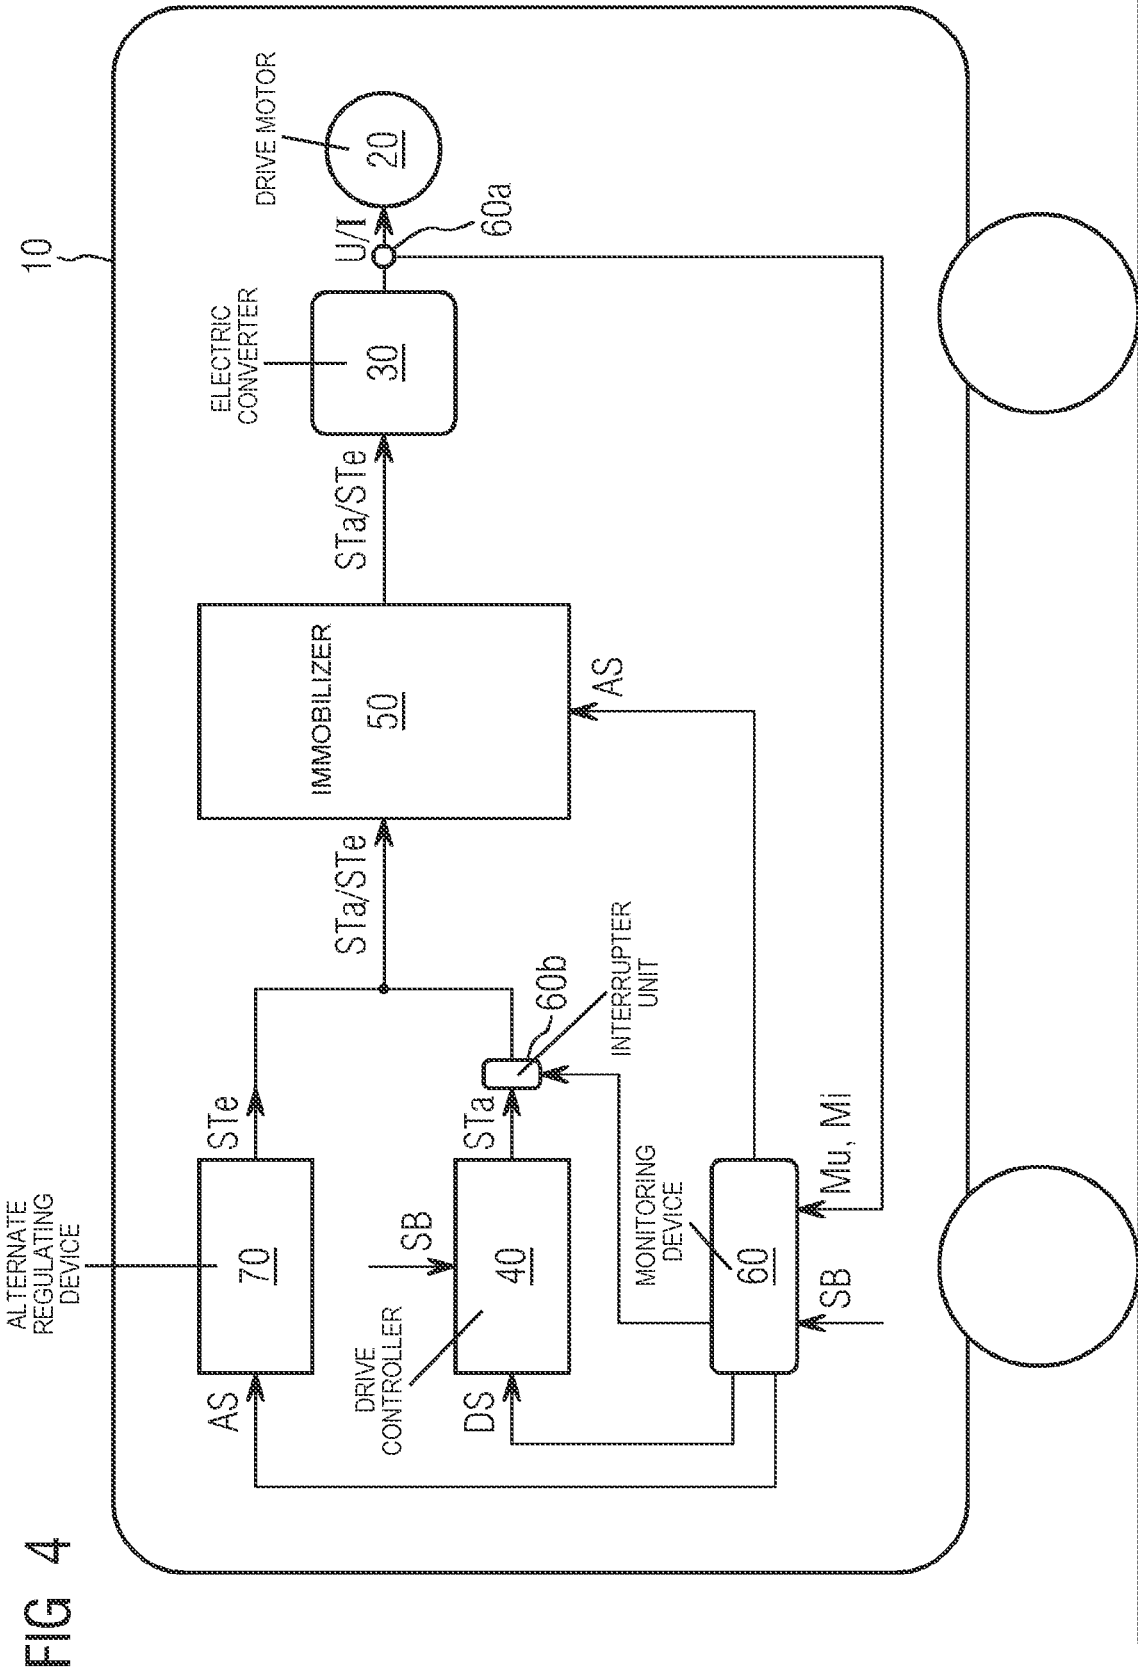 FIG 4
10
ALTERNATE
REGULATING
DEVICE
AS
70
STe
DRIVE
CONTROLLER
SB
DS
40
STa
60b
INTERRUPTER
UNIT
MONITORING
DEVICE
60
SB
Mu, Mi
STa/STe
IMMOBILIZER
50
AS
STa/STe
ELECTRIC
CONVERTER
30
U/I
60a
DRIVE MOTOR
20